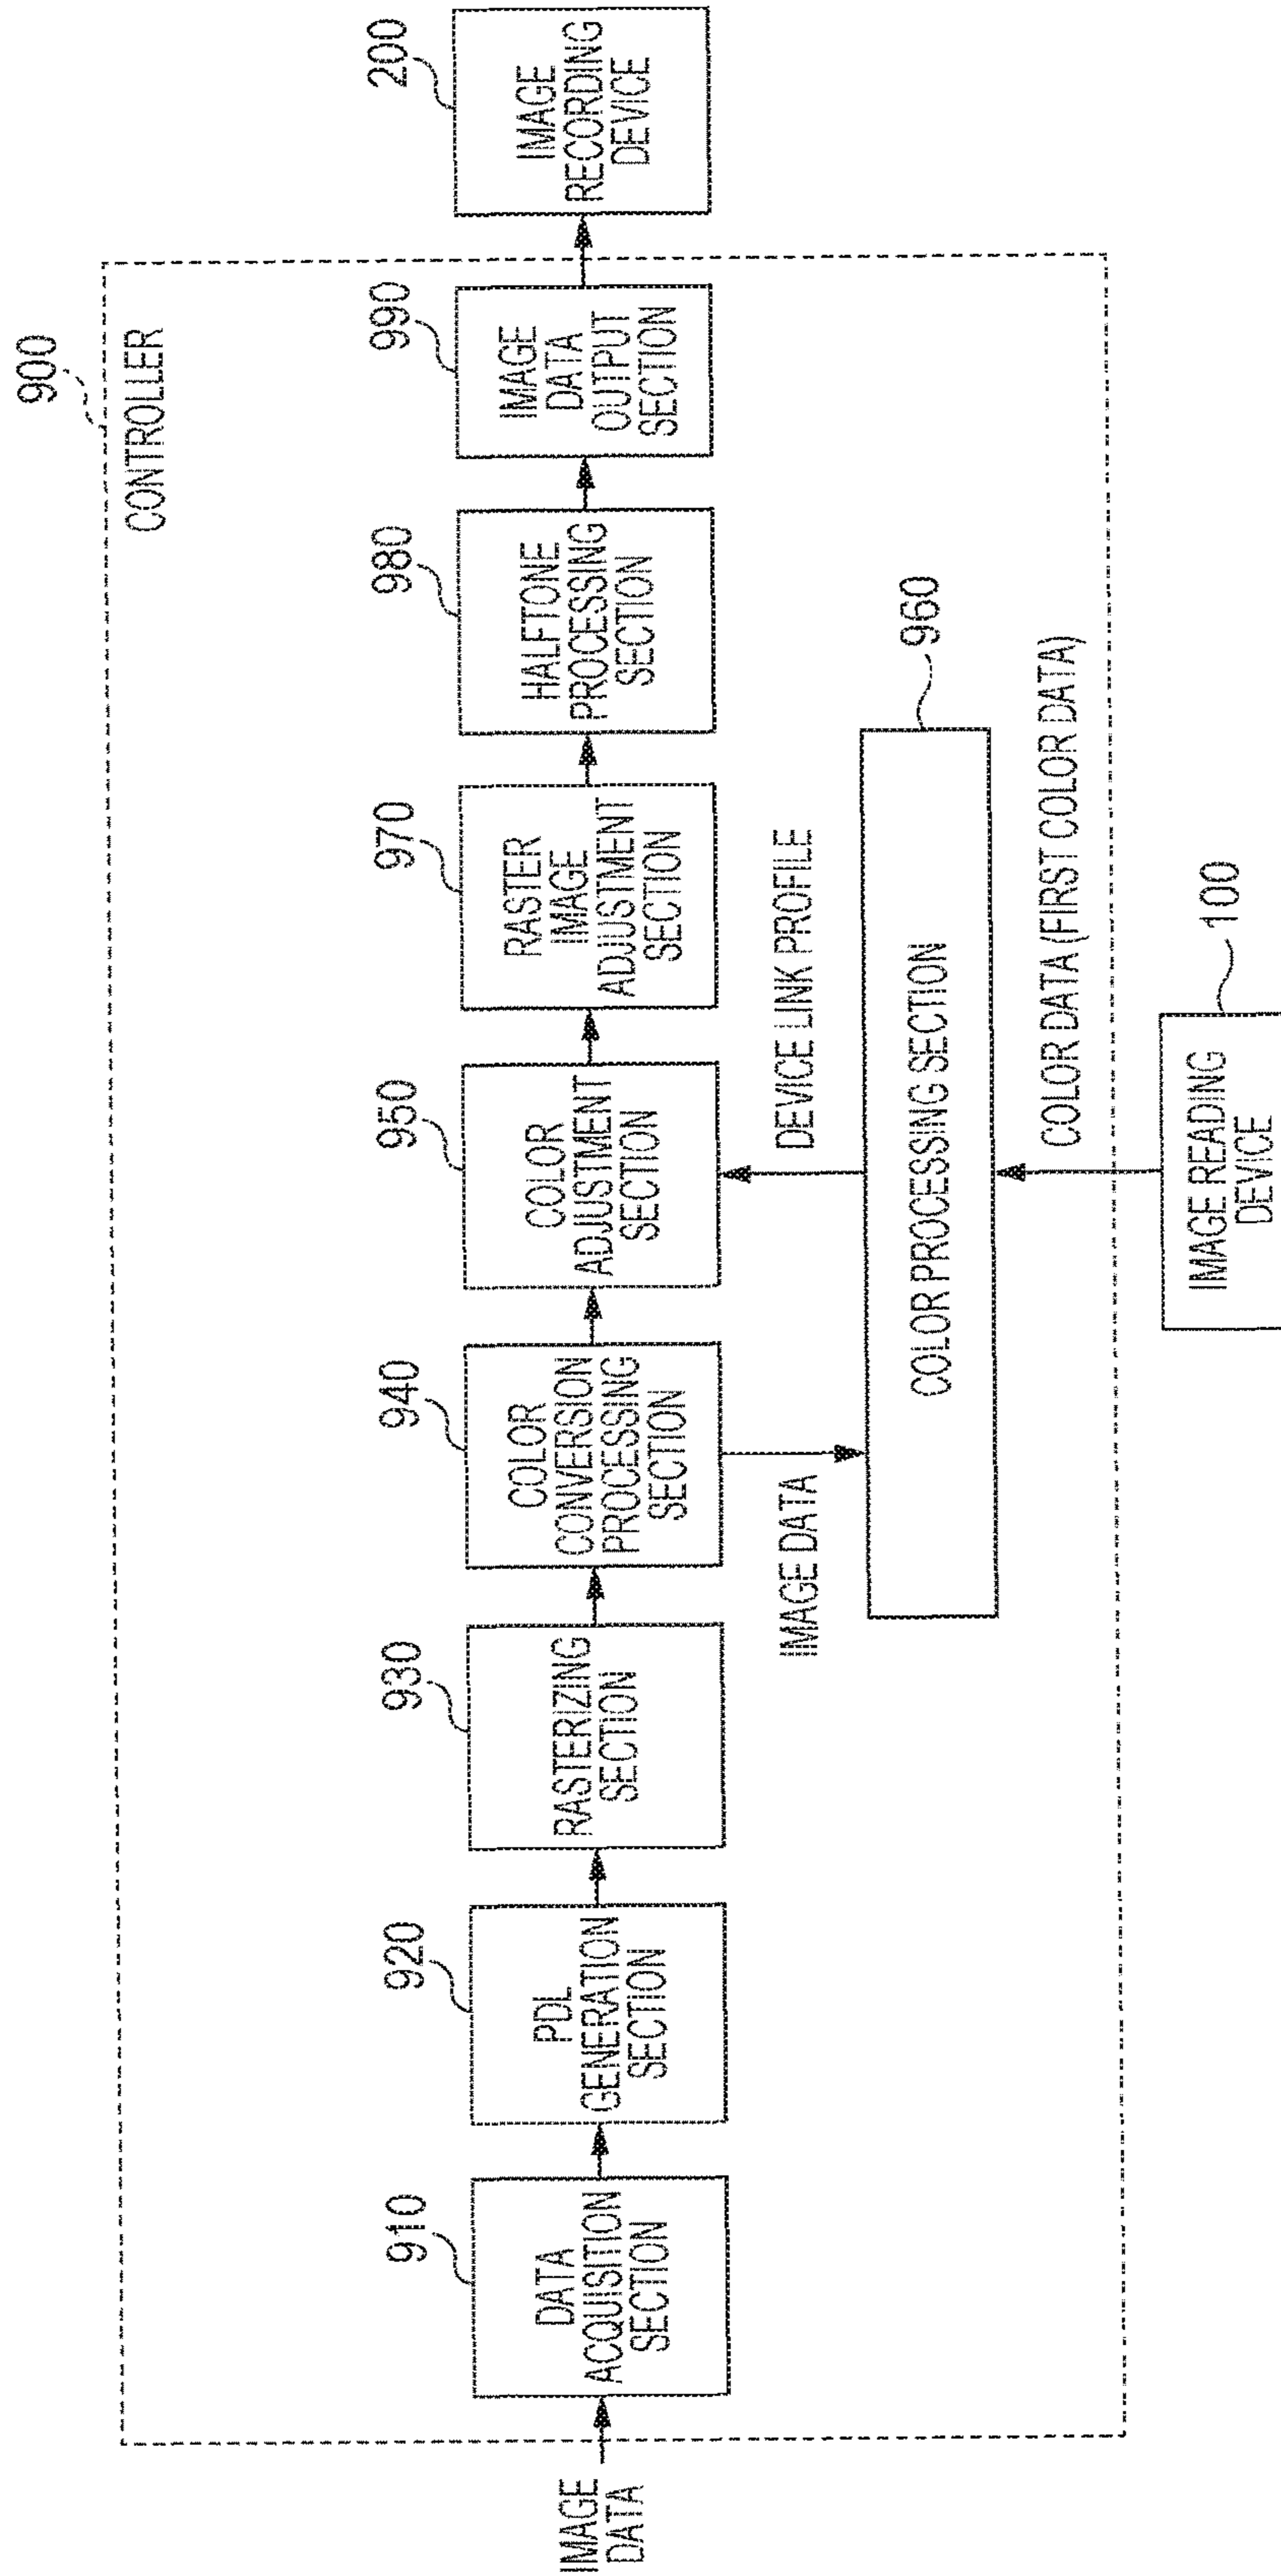 900
CONTROLLER
IMAGE
DATA
910
DATA
ACQUISITION
SECTION
920
PDL
GENERATION
SECTION
930
RASTERIZING
SECTION
940
COLOR
CONVERSION
PROCESSING
SECTION
950
COLOR
ADJUSTMENT
SECTION
970
RASTER
IMAGE
ADJUSTMENT
SECTION
980
HALFTONE
PROCESSING
SECTION
990
IMAGE
DATA
OUTPUT
SECTION
200
IMAGE
RECORDING
DEVICE
IMAGE DATA
DEVICE LINK PROFILE
960
COLOR PROCESSING SECTION
COLOR DATA (FIRST COLOR DATA)
100
IMAGE READING
DEVICE